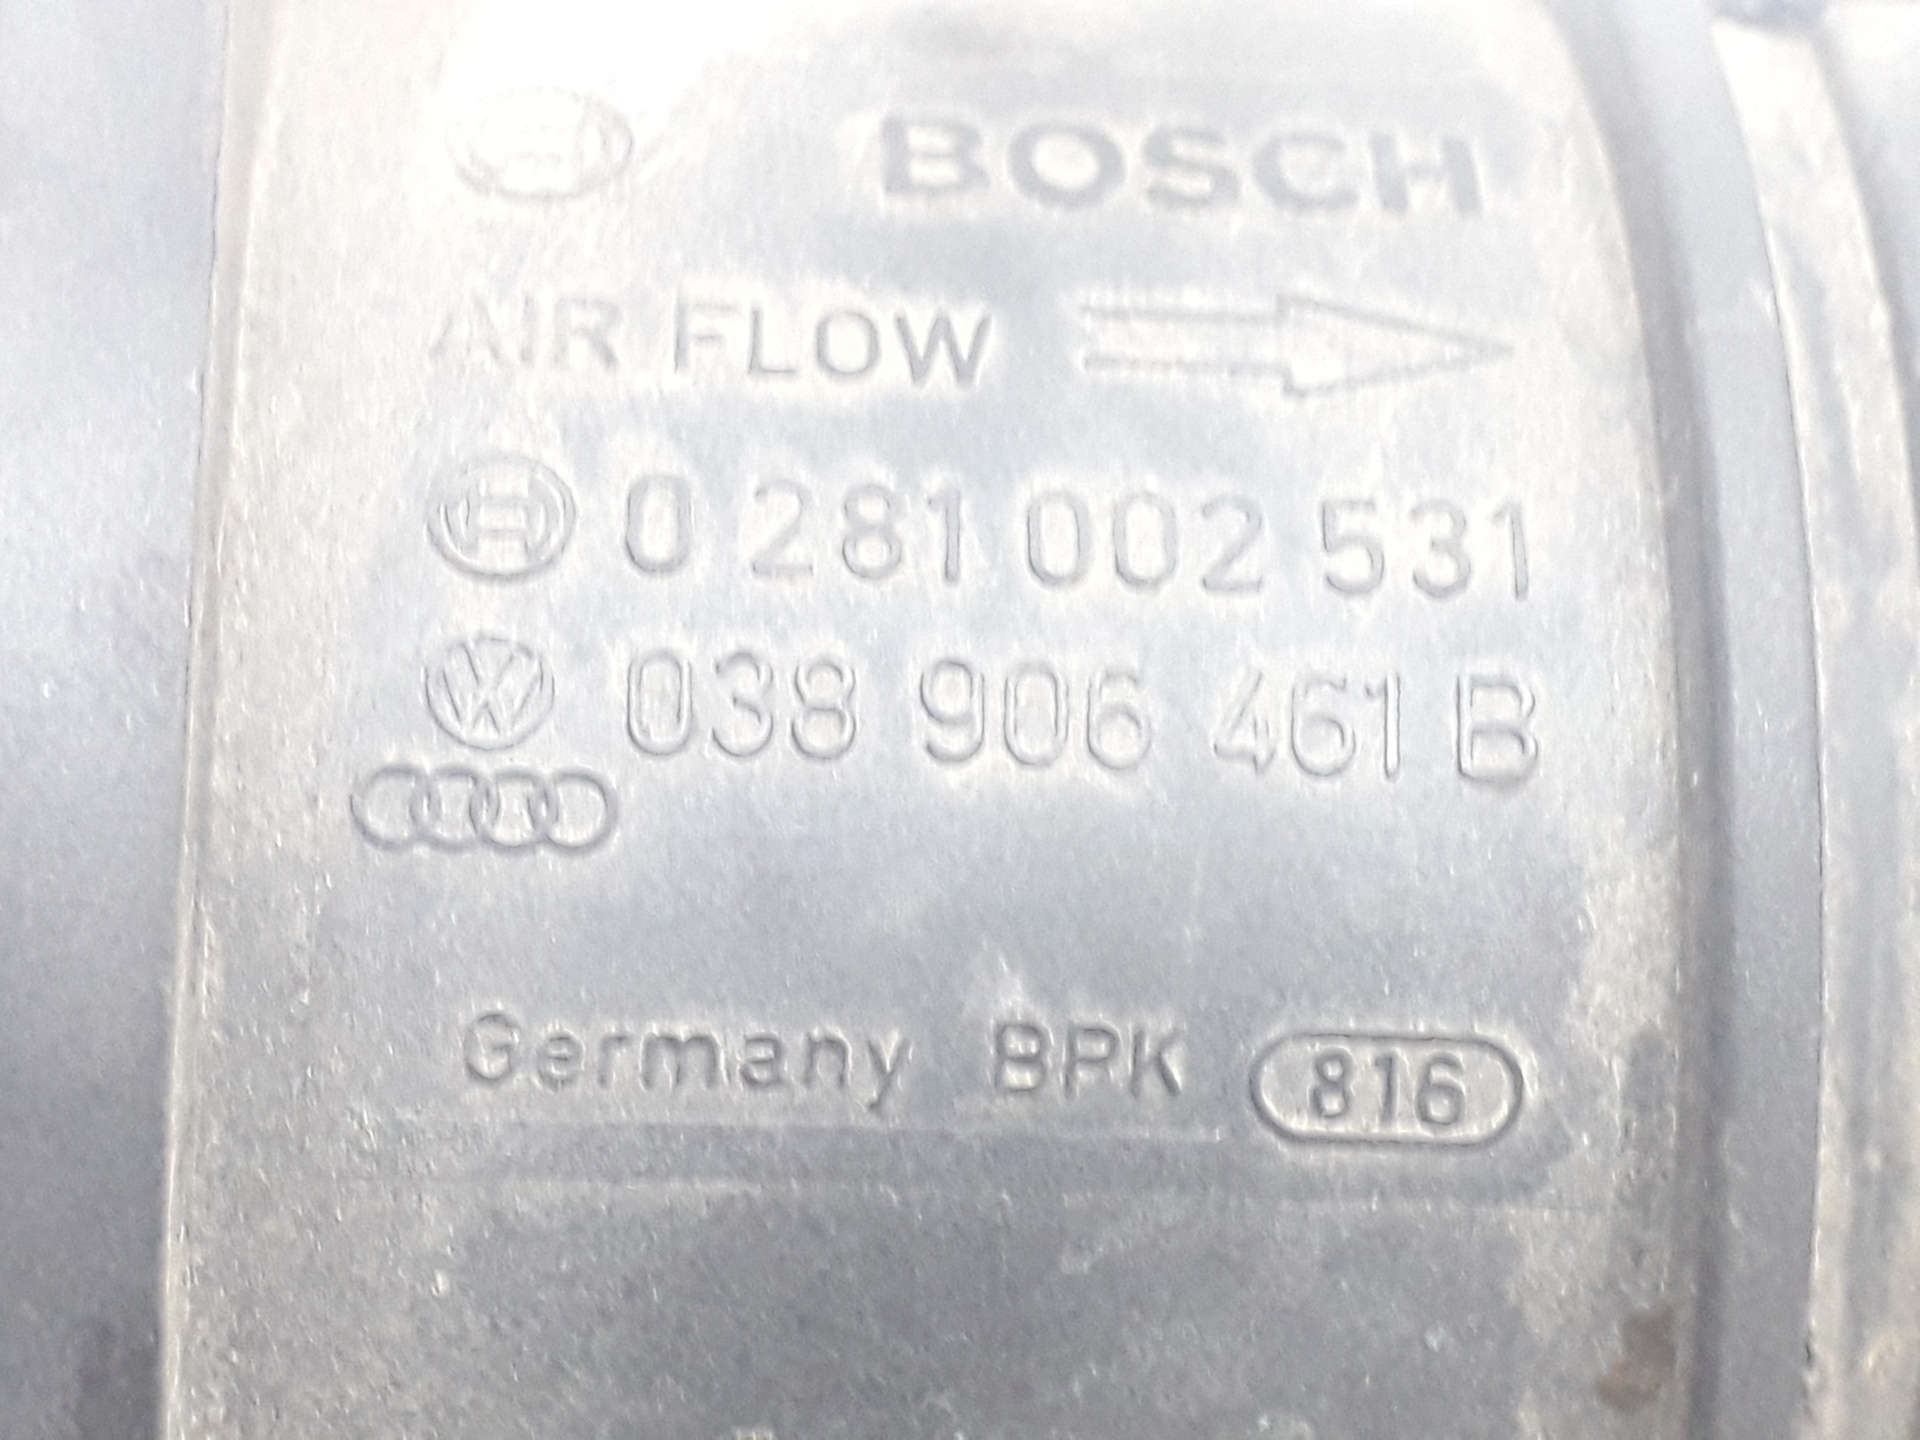 BOSCH
AIR FLOW
0 281 002 531
038 906 461 B
Germany BPK 816